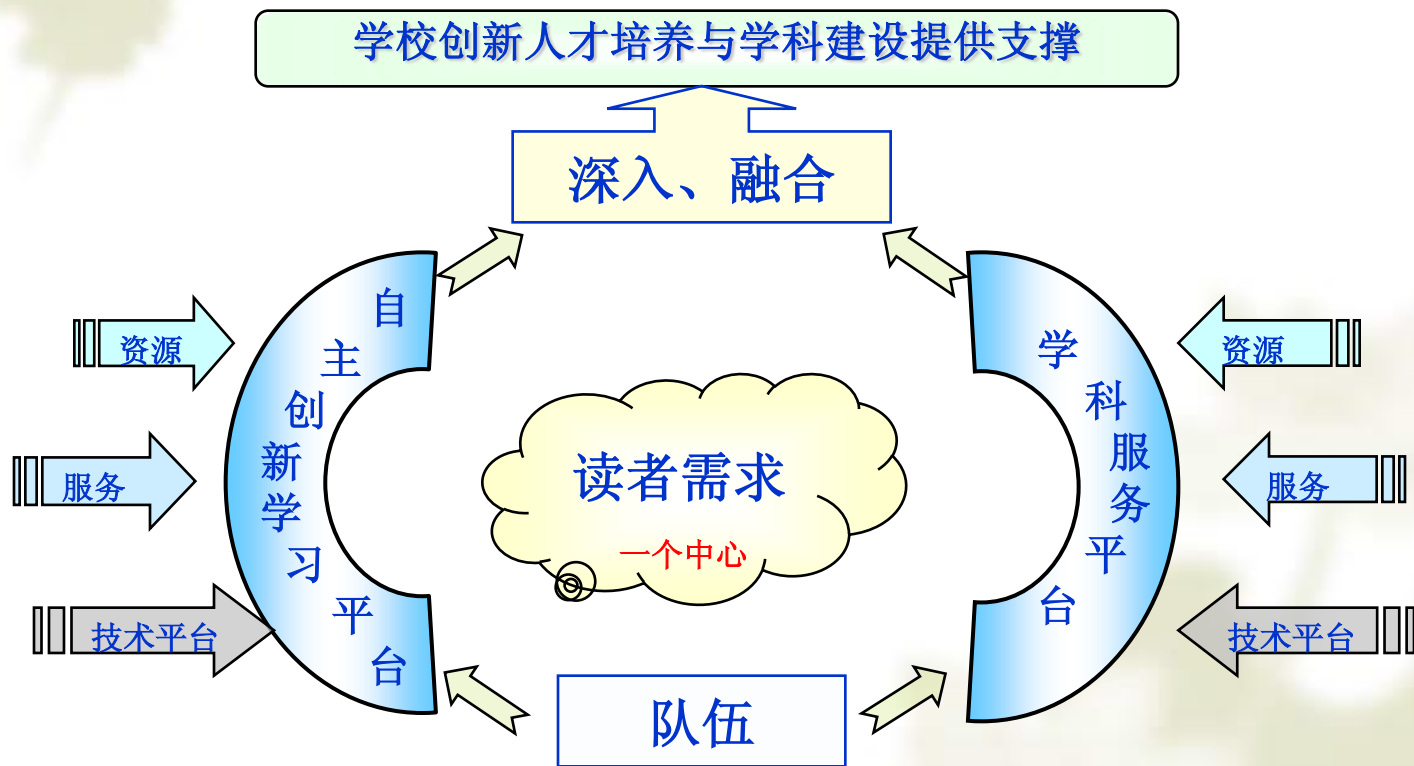 学校创新人才培养与学科建设提供支撑
深入、融合
自主创新学习平台
学科服务平台
资源
资源
读者需求
服务
服务
一个中心
技术平台
技术平台
队伍